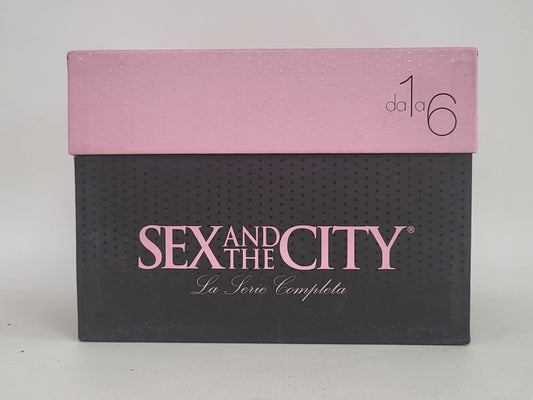 da 1 a 6
SEX AND THE CITY®
La Serie Completa